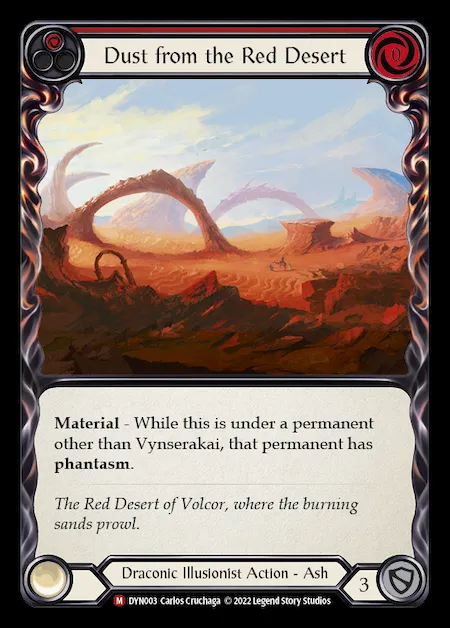 Dust from the Red Desert
0
Material - While this is under a permanent
other than Vynserakai, that permanent has
phantasm.
The Red Desert of Volcor, where the burning
sands prowl.
Draconic Illusionist Action - Ash
3
M DYN003 Carlos Cruchaga © 2022 Legend Story Studios